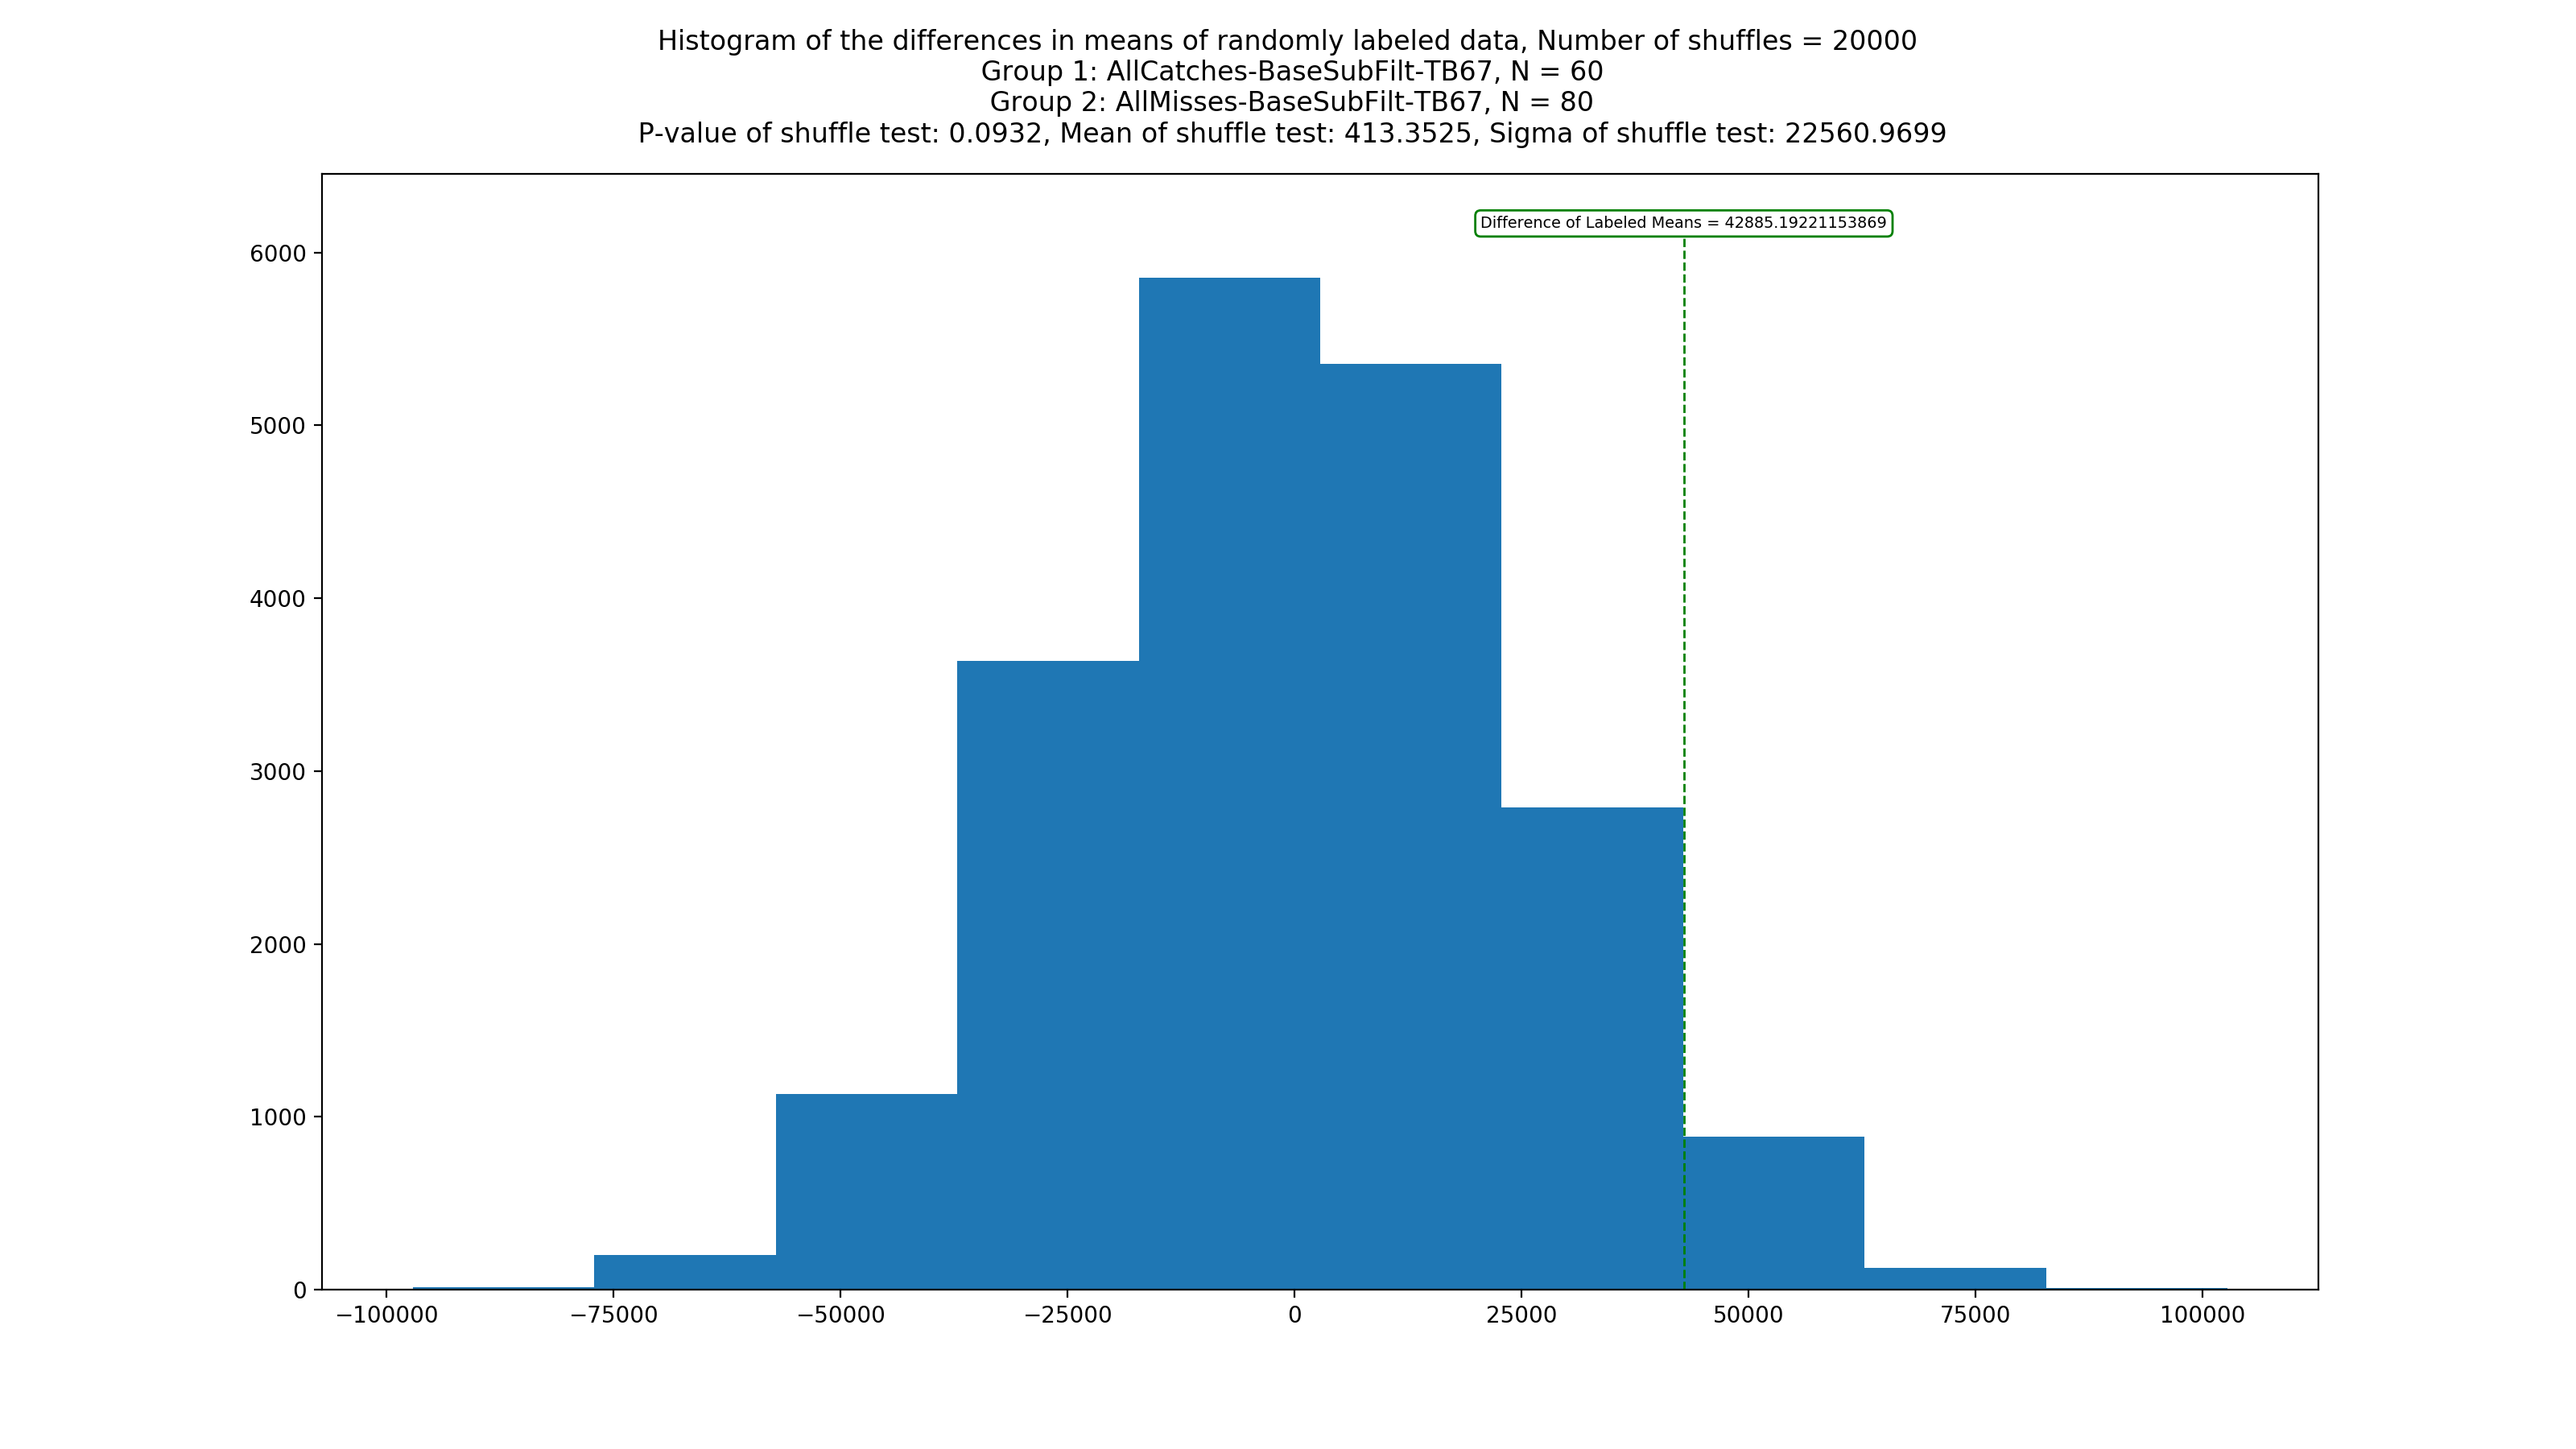 Histogram of the differences in means of randomly labeled data, Number of shuffles = 20000
Group 1: AllCatches-BaseSubFilt-TB67, N = 60
Group 2: AllMisses-BaseSubFilt-TB67, N = 80
P-value of shuffle test: 0.0932, Mean of shuffle test: 413.3525, Sigma of shuffle test: 22560.9699
Difference of Labeled Means = 42885.19221153869
6000
5000
4000
3000
2000
1000
0
−100000 −75000 −50000 −25000 0 25000 50000 75000 100000